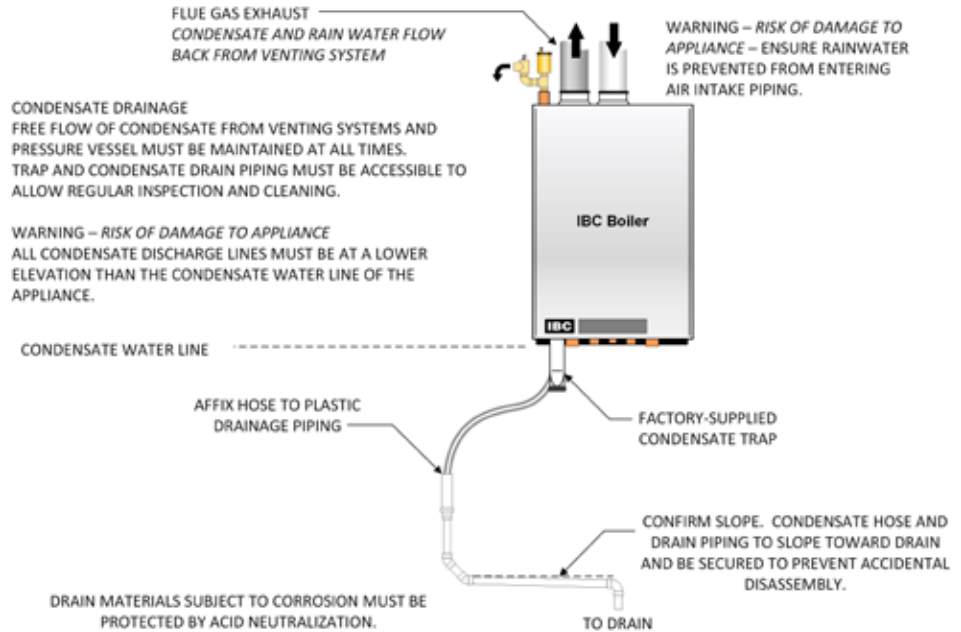 FLUE GAS EXHAUST
CONDENSATE AND RAIN WATER FLOW
BACK FROM VENTING SYSTEM
WARNING – RISK OF DAMAGE TO
APPLIANCE – ENSURE RAINWATER
IS PREVENTED FROM ENTERING
AIR INTAKE PIPING.
CONDENSATE DRAINAGE
FREE FLOW OF CONDENSATE FROM VENTING SYSTEMS AND
PRESSURE VESSEL MUST BE MAINTAINED AT ALL TIMES.
TRAP AND CONDENSATE DRAIN PIPING MUST BE ACCESSIBLE TO
ALLOW REGULAR INSPECTION AND CLEANING.
WARNING – RISK OF DAMAGE TO APPLIANCE
ALL CONDENSATE DISCHARGE LINES MUST BE AT A LOWER
ELEVATION THAN THE CONDENSATE WATER LINE OF THE
APPLIANCE.
IBC Boiler
IBC
CONDENSATE WATER LINE
AFFIX HOSE TO PLASTIC
DRAINAGE PIPING
FACTORY-SUPPLIED
CONDENSATE TRAP
CONFIRM SLOPE. CONDENSATE HOSE AND
DRAIN PIPING TO SLOPE TOWARD DRAIN
AND BE SECURED TO PREVENT ACCIDENTAL
DISASSEMBLY.
DRAIN MATERIALS SUBJECT TO CORROSION MUST BE
PROTECTED BY ACID NEUTRALIZATION.
TO DRAIN